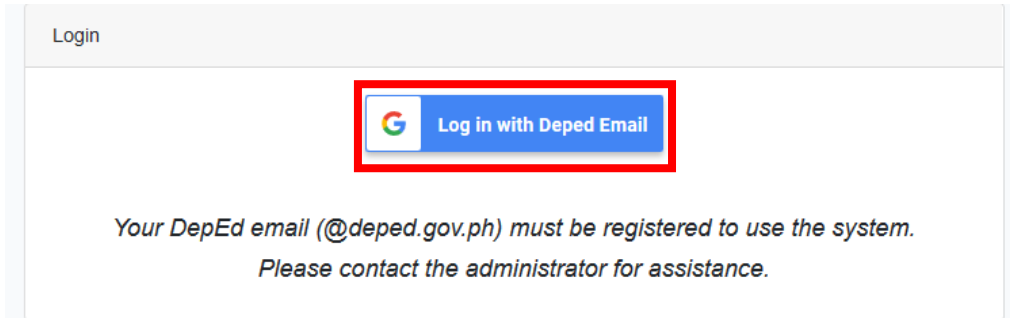 Login
Log in with Deped Email
Your DepEd email (@deped.gov.ph) must be registered to use the system.
Please contact the administrator for assistance.